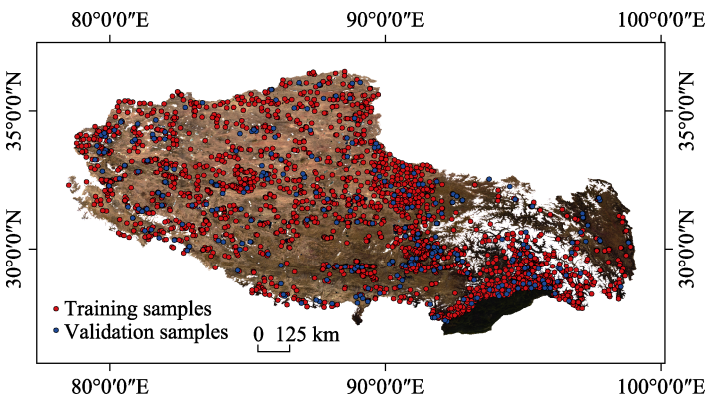 80°0′0″E 90°0′0″E 100°0′0″E
35°0′0″N 35°0′0″N
30°0′0″N 30°0′0″N
Training samples
Validation samples
0 125 km
80°0′0″E 90°0′0″E 100°0′0″E